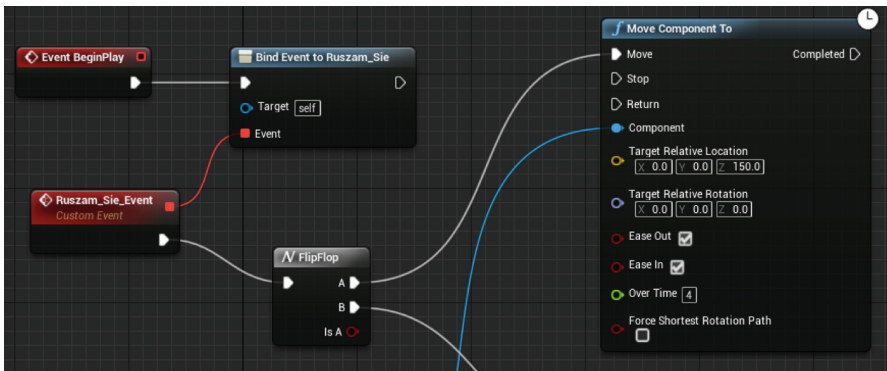 Event BeginPlay
Bind Event to Ruszam_Sie
Target self
Event
Ruszam_Sie_Event
Custom Event
FlipFlop
A
B
Is A
Move Component To
Move Completed
Stop
Return
Component
Target Relative Location
X 0.0 Y 0.0 Z 150.0
Target Relative Rotation
X 0.0 Y 0.0 Z 0.0
Ease Out
Ease In
Over Time 4
Force Shortest Rotation Path